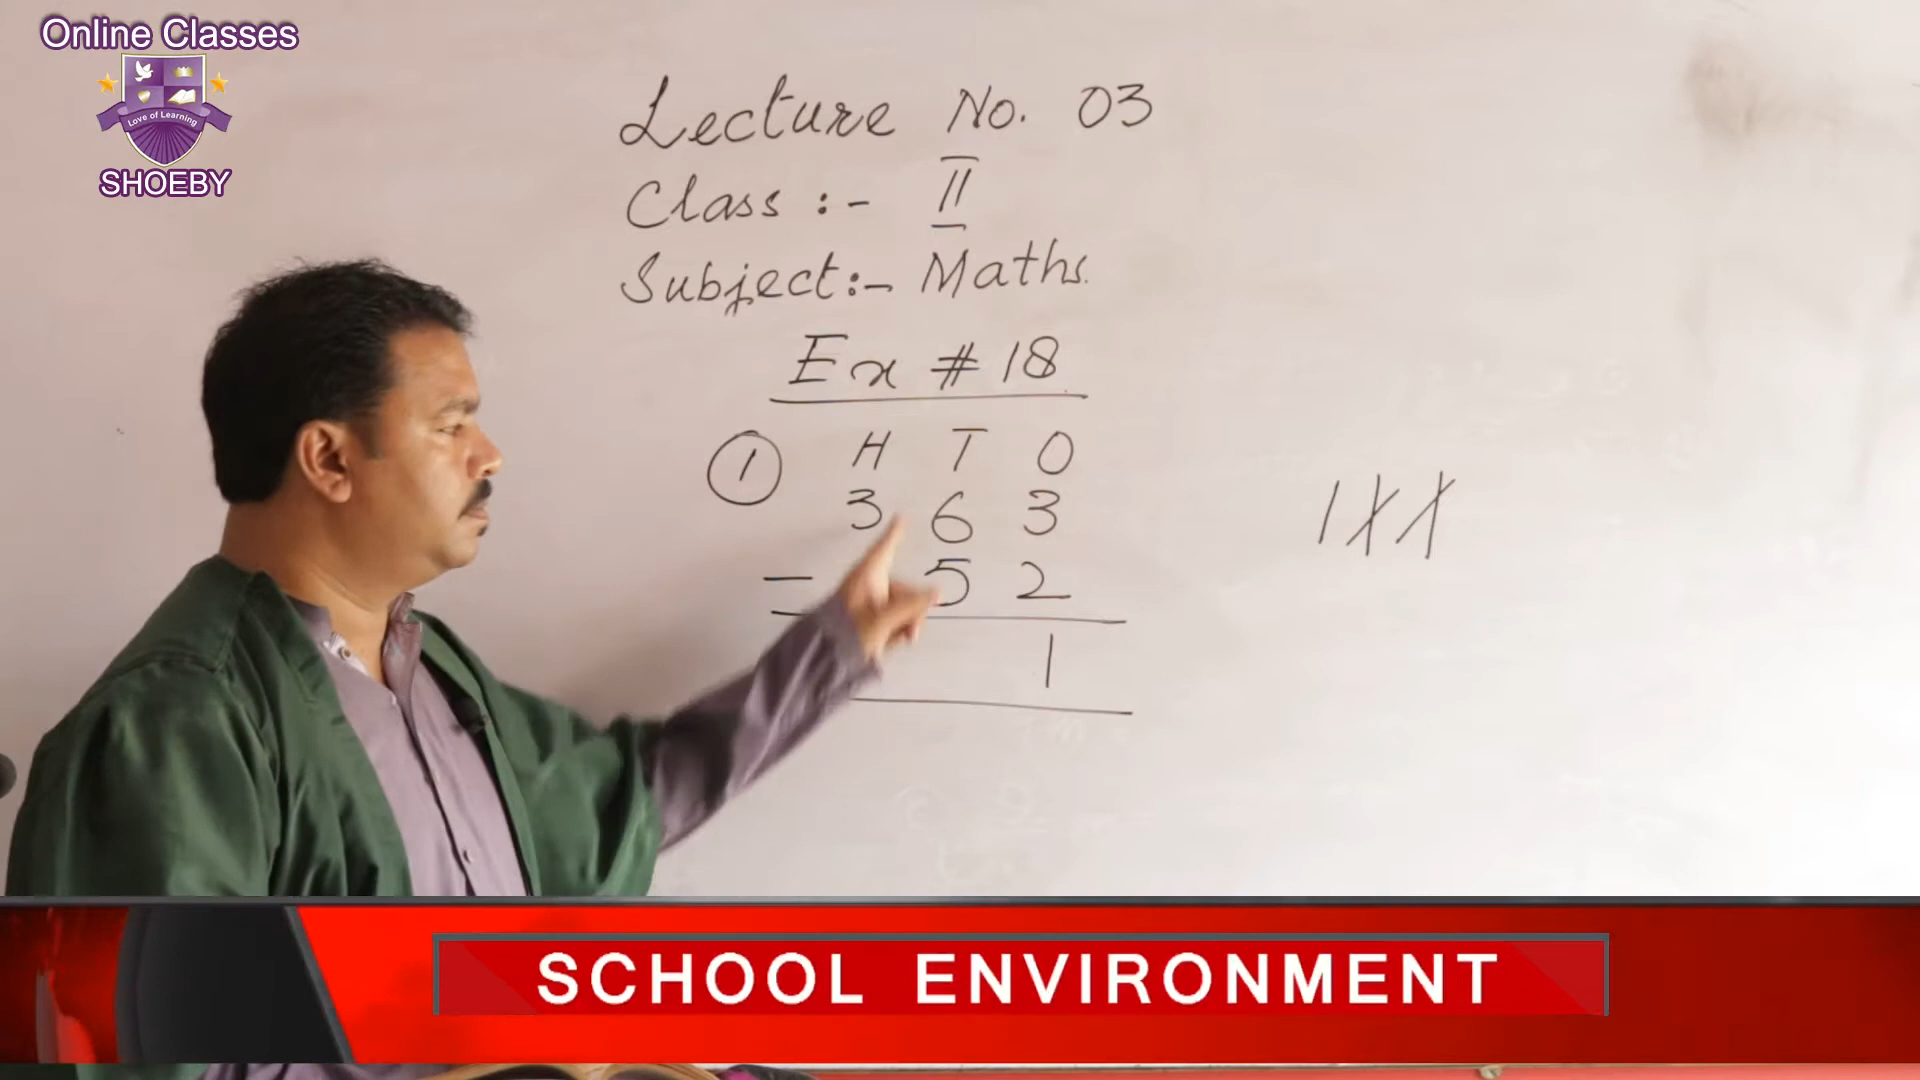 Online Classes
Love of Learning
SHOEBY
Lecture No. 03
Class :- II
Subject:- Maths.
Ex # 18
1 H T O
3 6 3
- 5 2
1
SCHOOL ENVIRONMENT